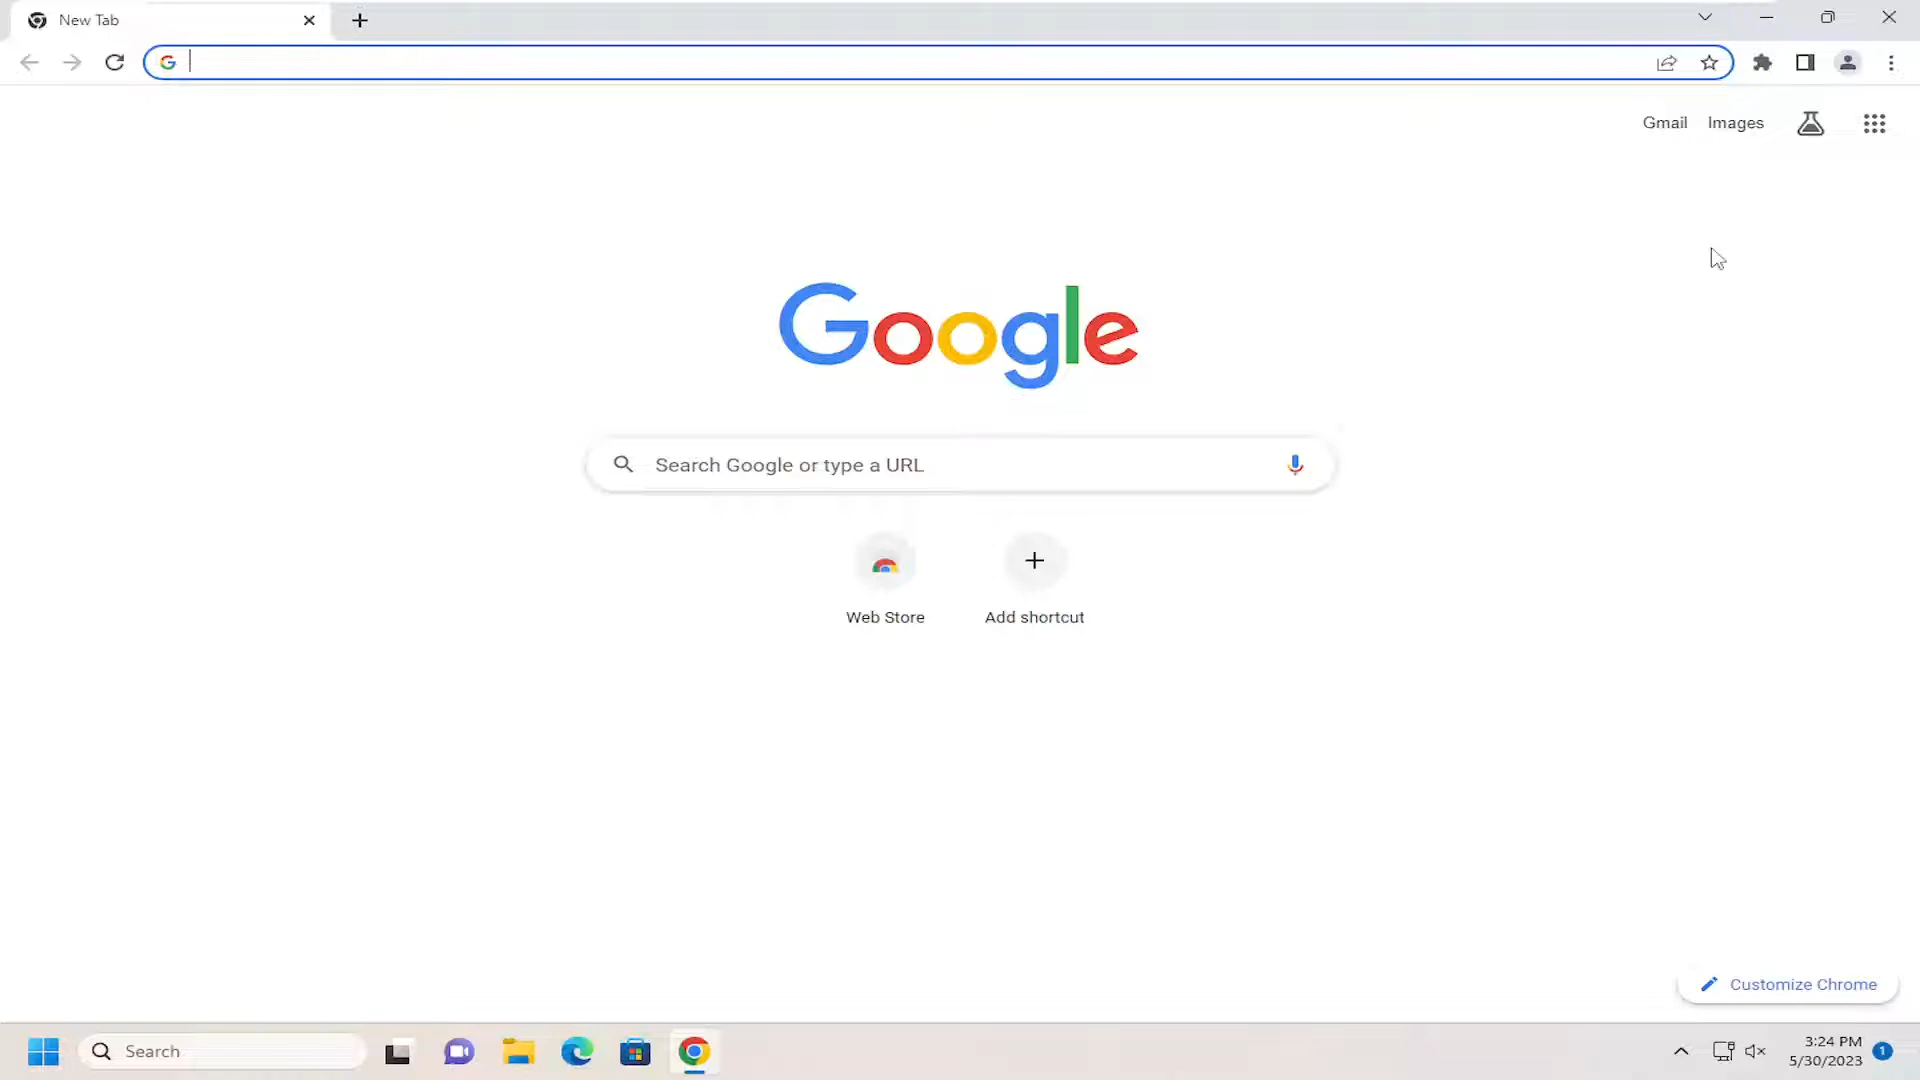 New Tab
Gmail Images
Google
Search Google or type a URL
Web Store Add shortcut
Customize Chrome
Search
3:24 PM
5/30/2023
1